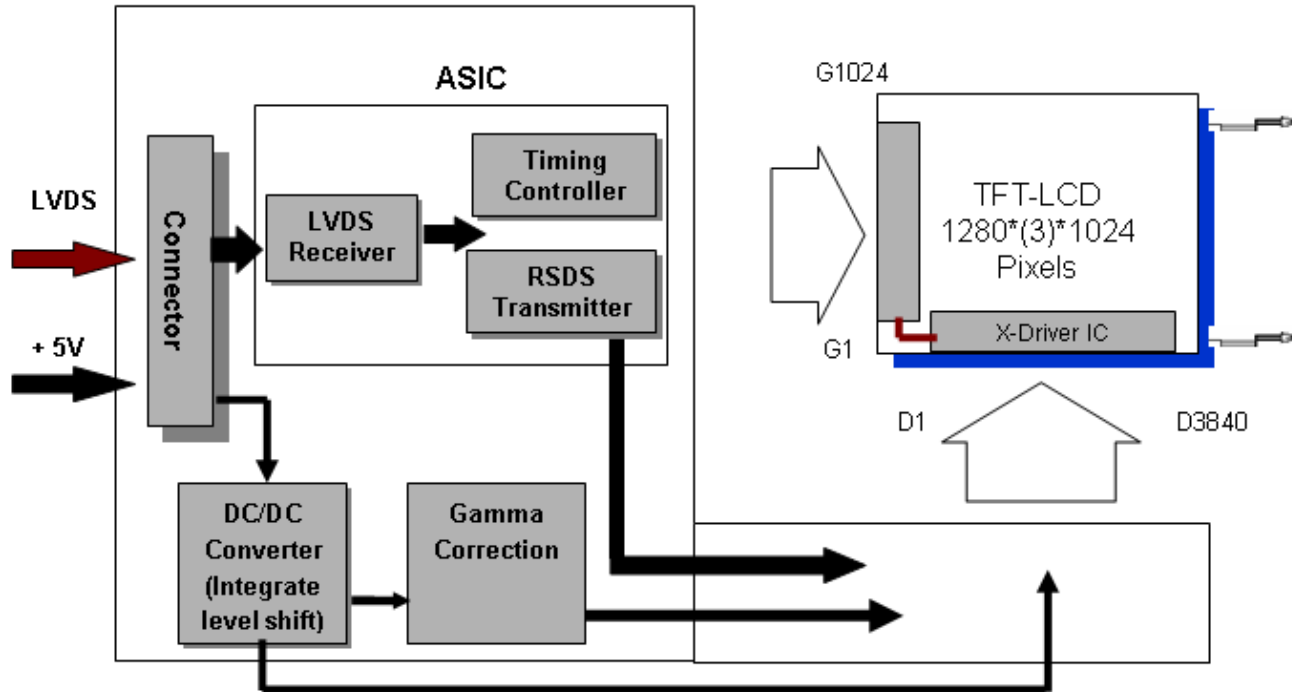 ASIC
LVDS
+ 5V
Connector
LVDS
Receiver
Timing
Controller
RSDS
Transmitter
DC/DC
Converter
(Integrate
level shift)
Gamma
Correction
G1024
TFT-LCD
1280*(3)*1024
Pixels
X-Driver IC
G1
D1
D3840